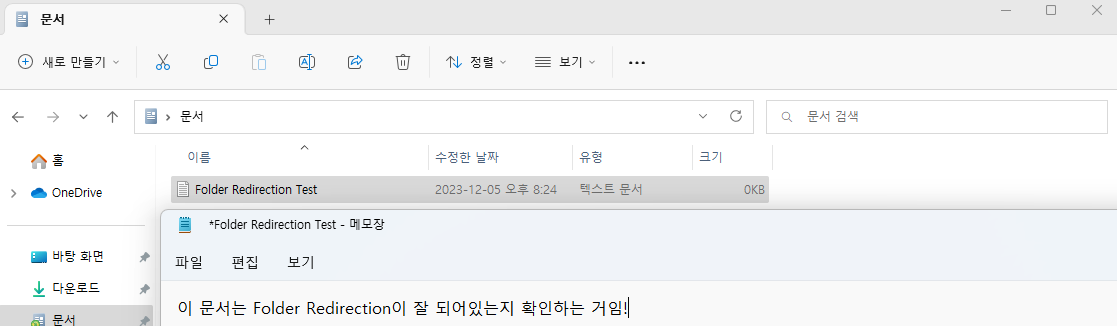 문서
새로 만들기
정렬
보기
문서
문서 검색
이름 수정한 날짜 유형 크기
홈
OneDrive
Folder Redirection Test 2023-12-05 오후 8:24 텍스트 문서 0KB
*Folder Redirection Test - 메모장
바탕 화면
파일 편집 보기
다운로드
이 문서는 Folder Redirection이 잘 되어있는지 확인하는 거임!
문서